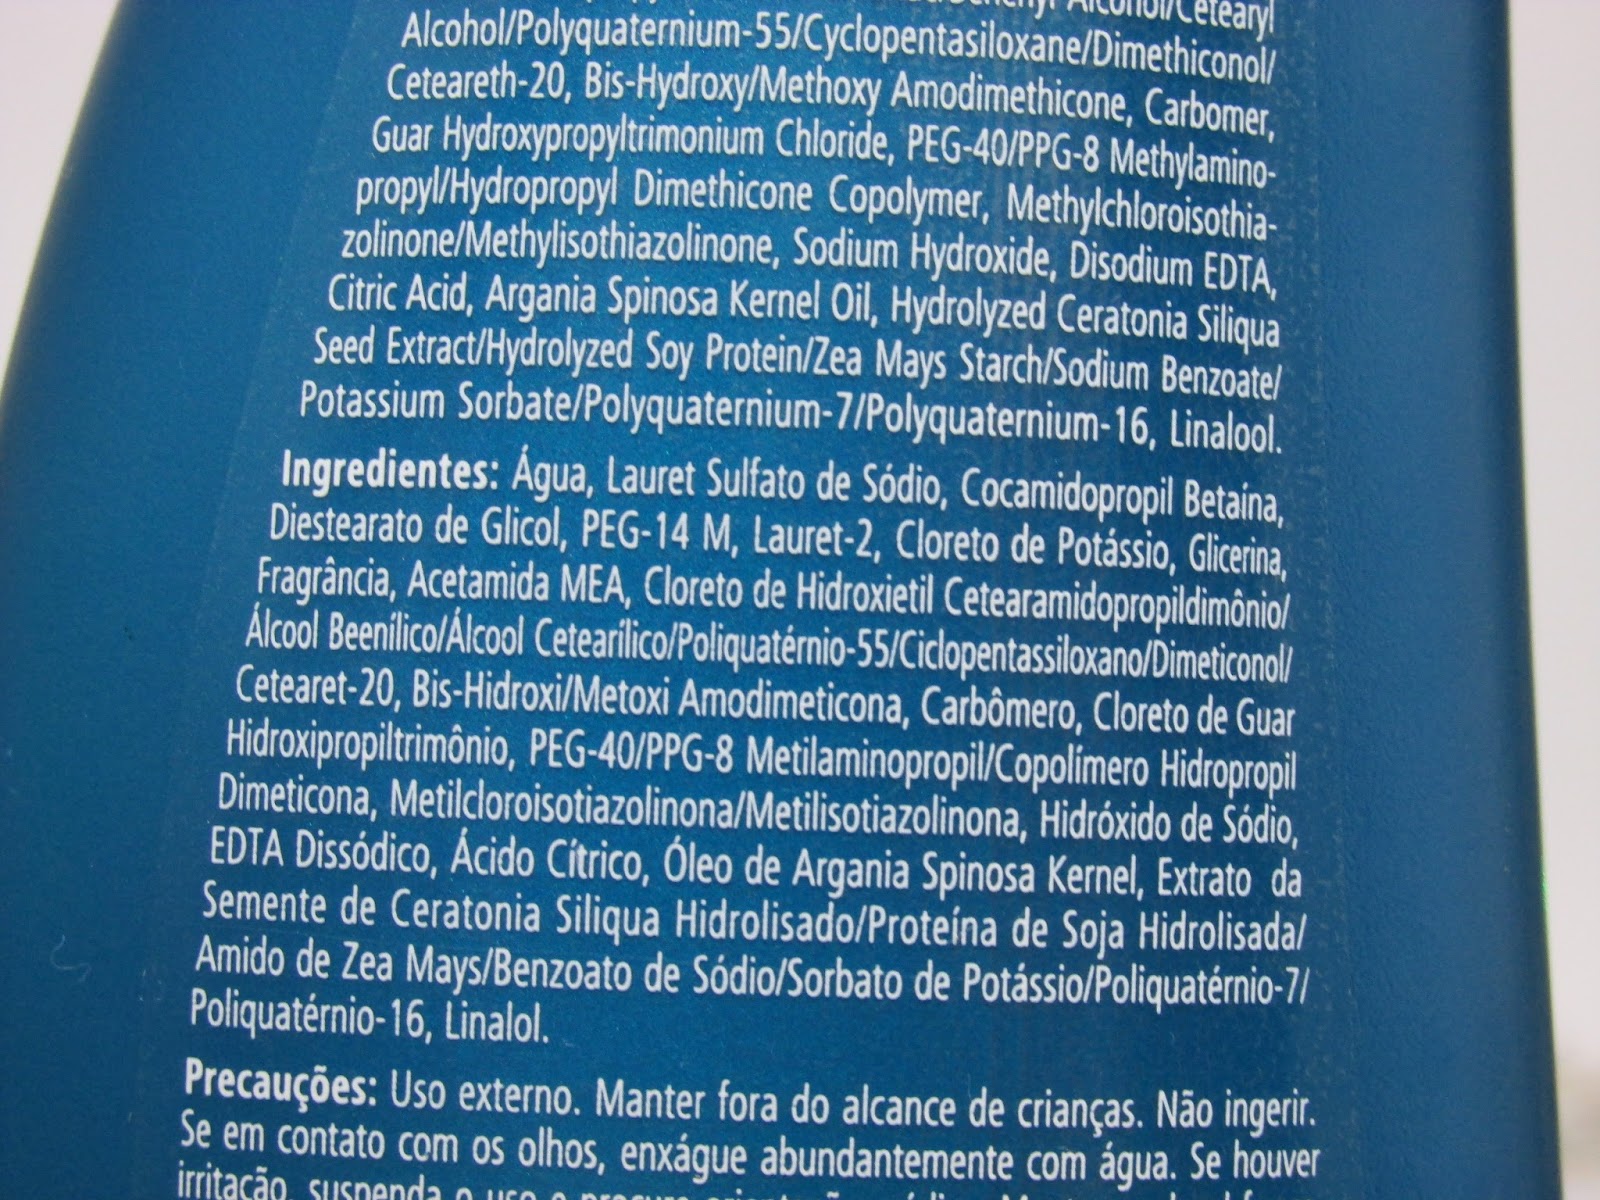 Alcohol/Cetearyl
Alcohol/Polyquaternium-55/Cyclopentasiloxane/Dimethiconol/
Ceteareth-20, Bis-Hydroxy/Methoxy Amodimethicone, Carbomer,
Guar Hydroxypropyltrimonium Chloride, PEG-40/PPG-8 Methylamino-
propyl/Hydropropyl Dimethicone Copolymer, Methylchloroisothia-
zolinone/Methylisothiazolinone, Sodium Hydroxide, Disodium EDTA,
Citric Acid, Argania Spinosa Kernel Oil, Hydrolyzed Ceratonia Siliqua
Seed Extract/Hydrolyzed Soy Protein/Zea Mays Starch/Sodium Benzoate/
Potassium Sorbate/Polyquaternium-7/Polyquaternium-16, Linalool.
Ingredientes: Água, Lauret Sulfato de Sódio, Cocamidopropil Betaína,
Diestearato de Glicol, PEG-14 M, Lauret-2, Cloreto de Potássio, Glicerina,
Fragrância, Acetamida MEA, Cloreto de Hidroxietil Cetearamidopropildimônio/
Álcool Beenílico/Álcool Cetearílico/Poliquatérnio-55/Ciclopentassiloxano/Dimeticonol/
Cetearet-20, Bis-Hidroxi/Metoxi Amodimeticona, Carbômero, Cloreto de Guar
Hidroxipropiltrimônio, PEG-40/PPG-8 Metilaminopropil/Copolímero Hidropropil
Dimeticona, Metilcloroisotiazolinona/Metilisotiazolinona, Hidróxido de Sódio,
EDTA Dissódico, Ácido Cítrico, Óleo de Argania Spinosa Kernel, Extrato da
Semente de Ceratonia Siliqua Hidrolisado/Proteína de Soja Hidrolisada/
Amido de Zea Mays/Benzoato de Sódio/Sorbato de Potássio/Poliquatérnio-7/
Poliquatérnio-16, Linalol.
Precauções: Uso externo. Manter fora do alcance de crianças. Não ingerir.
Se em contato com os olhos, enxágue abundantemente com água. Se houver
irritação, suspenda o uso e procure